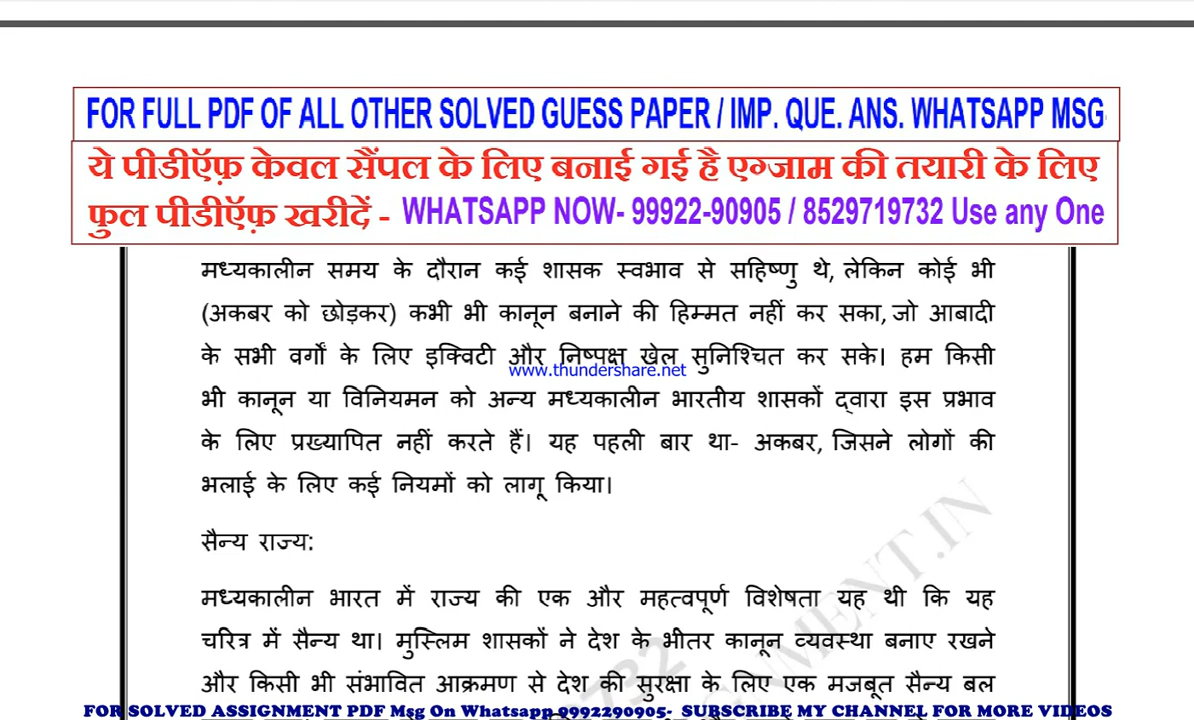 FOR FULL PDF OF ALL OTHER SOLVED GUESS PAPER / IMP. QUE. ANS. WHATSAPP MSG
ये पीडीऍफ़ केवल सैंपल के लिए बनाई गई है एग्जाम की तयारी के लिए
फुल पीडीऍफ़ खरीदें - WHATSAPP NOW- 99922-90905 / 8529719732 Use any One
मध्यकालीन समय के दौरान कई शासक स्वभाव से सहिष्णु थे, लेकिन कोई भी
(अकबर को छोड़कर) कभी भी कानून बनाने की हिम्मत नहीं कर सका, जो आबादी
के सभी वर्गों के लिए इक्विटी और निष्पक्ष खेल सुनिश्चित कर सके। हम किसी
www.thundershare.net
भी कानून या विनियमन को अन्य मध्यकालीन भारतीय शासकों द्वारा इस प्रभाव
के लिए प्रख्यापित नहीं करते हैं। यह पहली बार था- अकबर, जिसने लोगों की
भलाई के लिए कई नियमों को लागू किया।
सैन्य राज्य:
मध्यकालीन भारत में राज्य की एक और महत्वपूर्ण विशेषता यह थी कि यह
चरित्र में सैन्य था। मुस्लिम शासकों ने देश के भीतर कानून व्यवस्था बनाए रखने
और किसी भी संभावित आक्रमण से देश की सुरक्षा के लिए एक मजबूत सैन्य बल
FOR SOLVED ASSIGNMENT PDF Msg On Whatsapp 9992290905- SUBSCRIBE MY CHANNEL FOR MORE VIDEOS